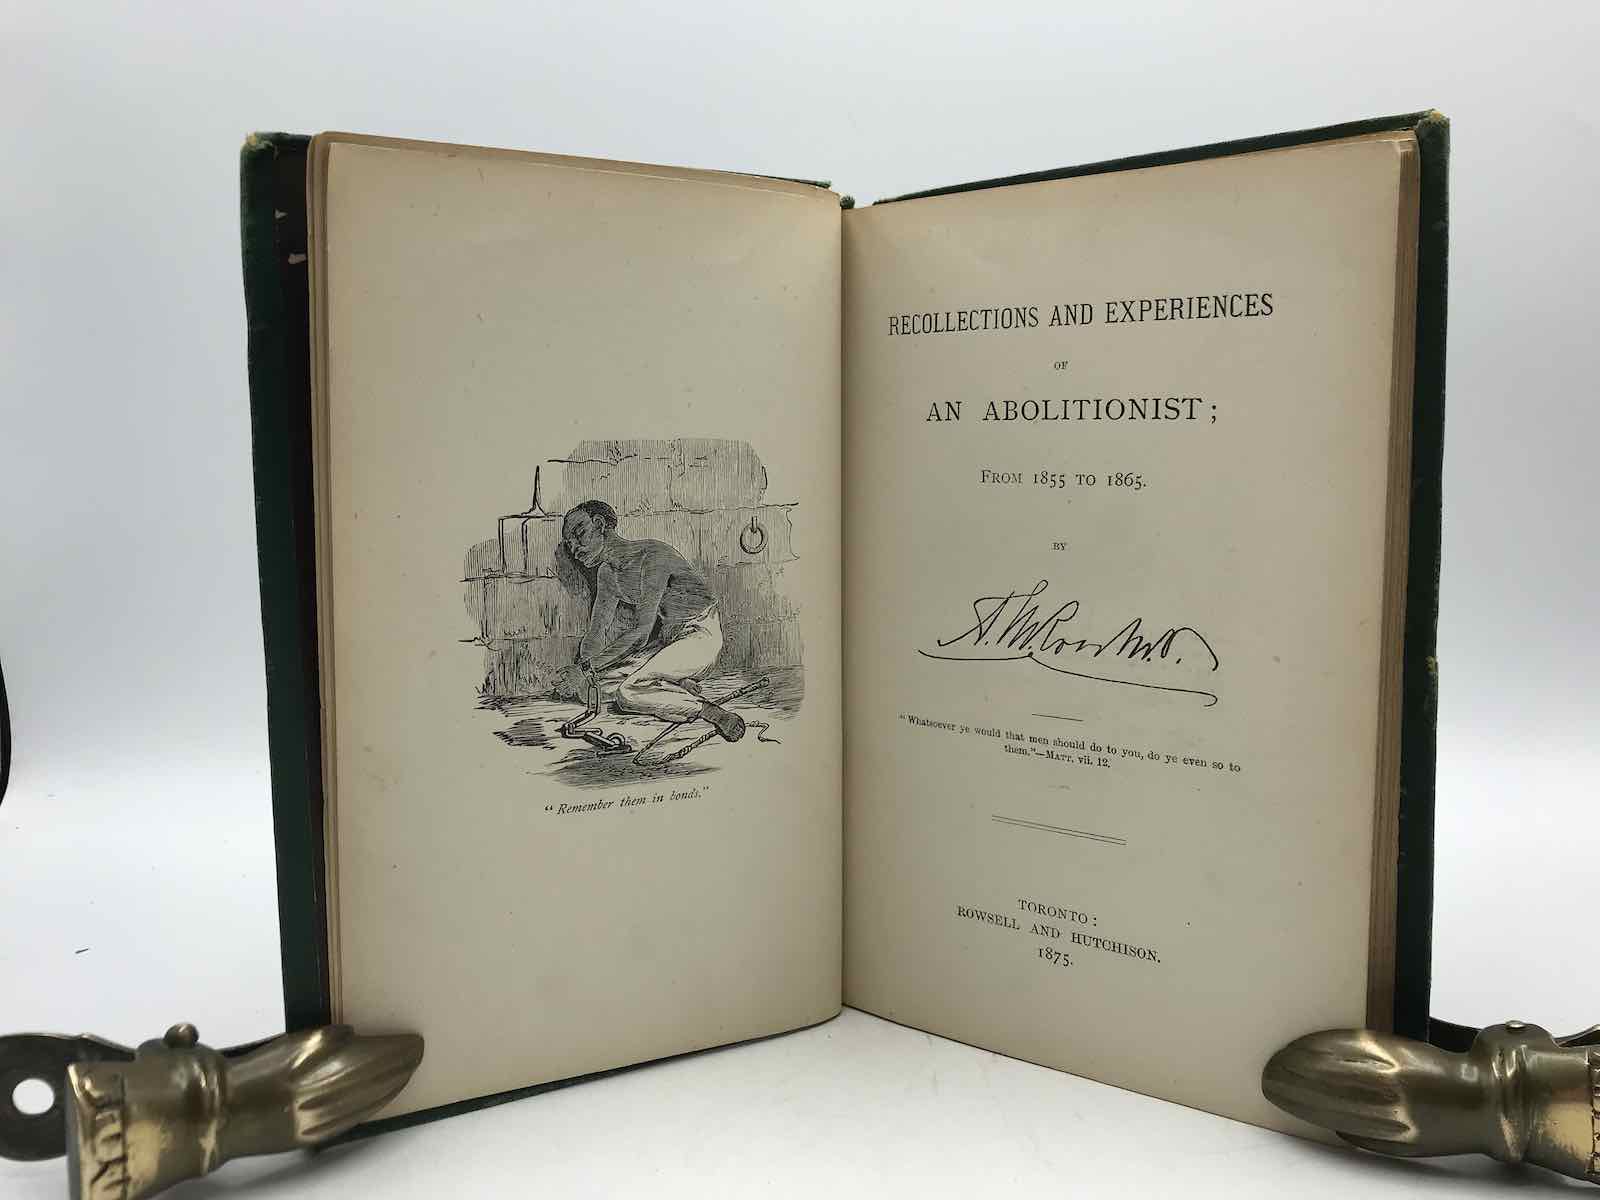 "Remember them in bonds."
RECOLLECTIONS AND EXPERIENCES
OF
AN ABOLITIONIST;
FROM 1855 TO 1865.
BY
A. M. Ross M.D.
"Whatsoever ye would that men should do to you, do ye even so to
them."—MATT. vii. 12.
TORONTO:
ROWSELL AND HUTCHISON.
1875.